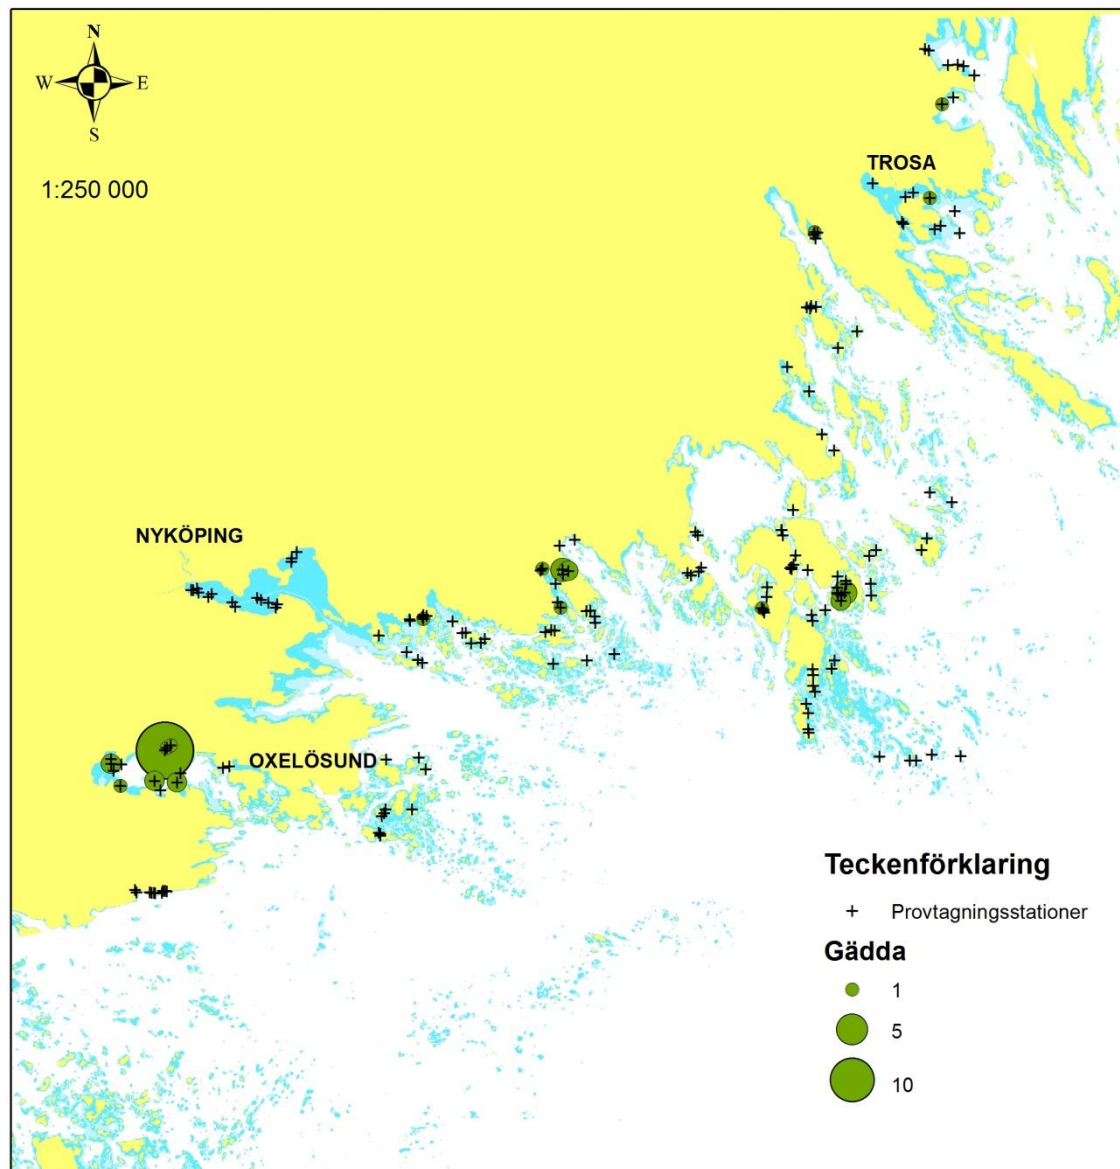 N
W E
S
1:250 000
TROSA
NYKÖPING
OXELÖSUND
Teckenförklaring
Provtagningsstationer
Gädda
1
5
10